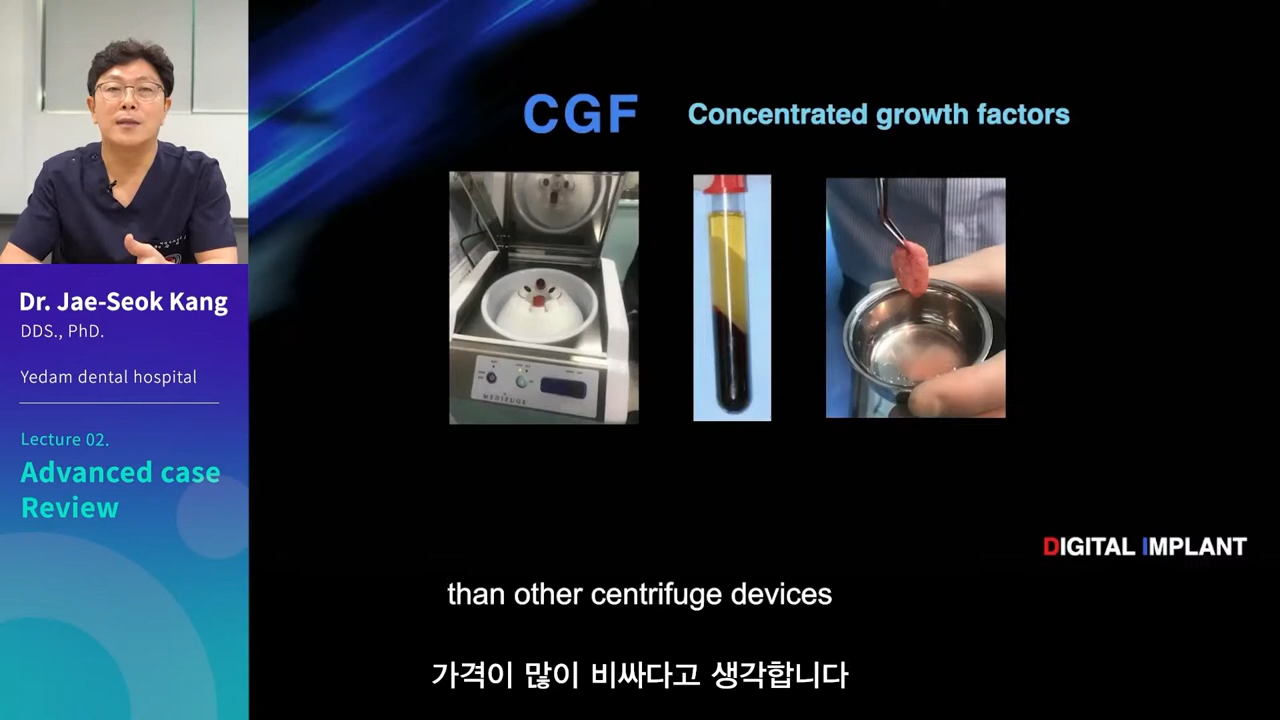 Dr. Jae-Seok Kang
DDS., PhD.
Yedam dental hospital
Lecture 02.
Advanced case
Review
CGF
Concentrated growth factors
MEDIFUGE
DIGITAL IMPLANT
than other centrifuge devices
가격이 많이 비싸다고 생각합니다